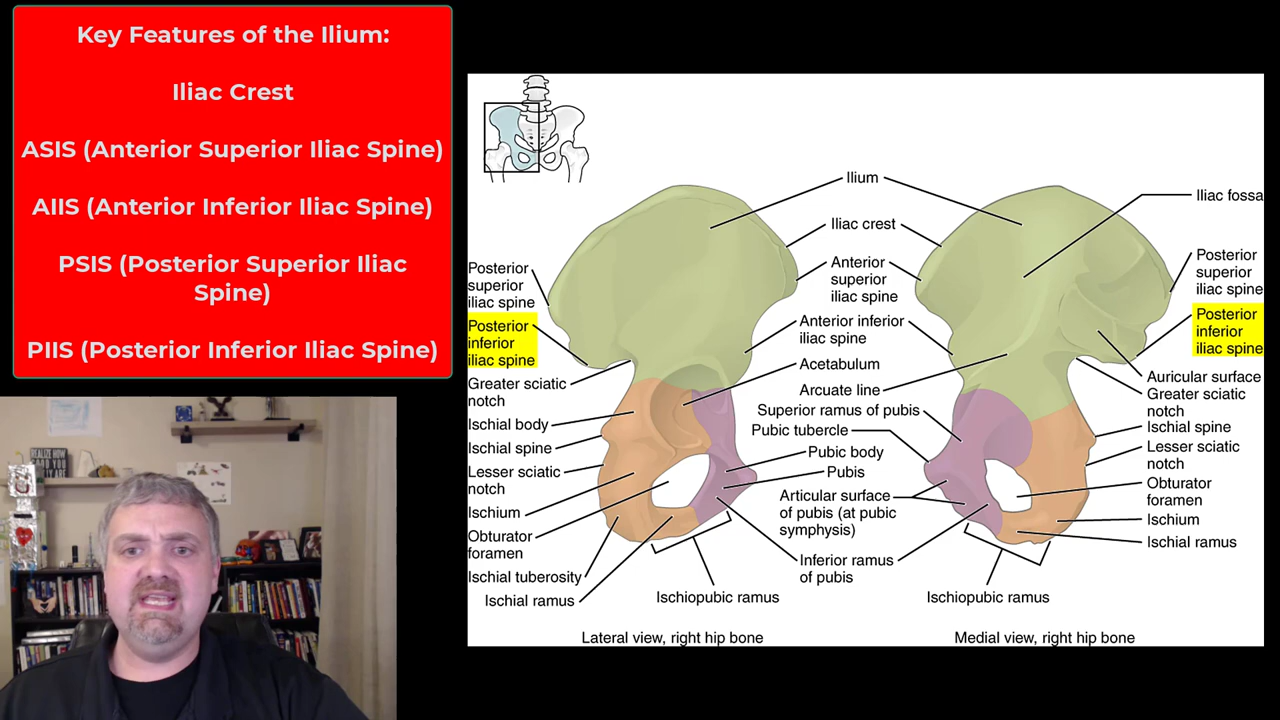 Key Features of the Ilium:
Iliac Crest
ASIS (Anterior Superior Iliac Spine)
AIIS (Anterior Inferior Iliac Spine)
PSIS (Posterior Superior Iliac
Spine)
PIIS (Posterior Inferior Iliac Spine)
Ilium
Iliac crest
Anterior
superior
iliac spine
Anterior inferior
iliac spine
Acetabulum
Arcuate line
Superior ramus of pubis
Pubic tubercle
Pubic body
Pubis
Articular surface
of pubis (at pubic
symphysis)
Inferior ramus
of pubis
Posterior
superior
iliac spine
Posterior
inferior
iliac spine
Greater sciatic
notch
Ischial body
Ischial spine
Lesser sciatic
notch
Ischium
Obturator
foramen
Ischial tuberosity
Ischial ramus
Ischiopubic ramus
Lateral view, right hip bone
Iliac fossa
Posterior
superior
iliac spine
Posterior
inferior
iliac spine
Auricular surface
Greater sciatic
notch
Ischial spine
Lesser sciatic
notch
Obturator
foramen
Ischium
Ischial ramus
Ischiopubic ramus
Medial view, right hip bone
REALIZE HOW